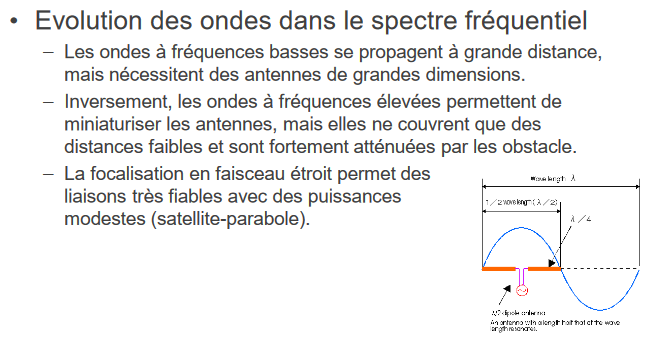 • Evolution des ondes dans le spectre fréquentiel
– Les ondes à fréquences basses se propagent à grande distance,
mais nécessitent des antennes de grandes dimensions.
– Inversement, les ondes à fréquences élevées permettent de
miniaturiser les antennes, mais elles ne couvrent que des
distances faibles et sont fortement atténuées par les obstacle.
– La focalisation en faisceau étroit permet des
liaisons très fiables avec des puissances
modestes (satellite-parabole).
Wave length λ
1/2 wave length (λ/2)
λ/4
λ/2 dipole antenna
An antenna with a length half that of the wave
length resonates.